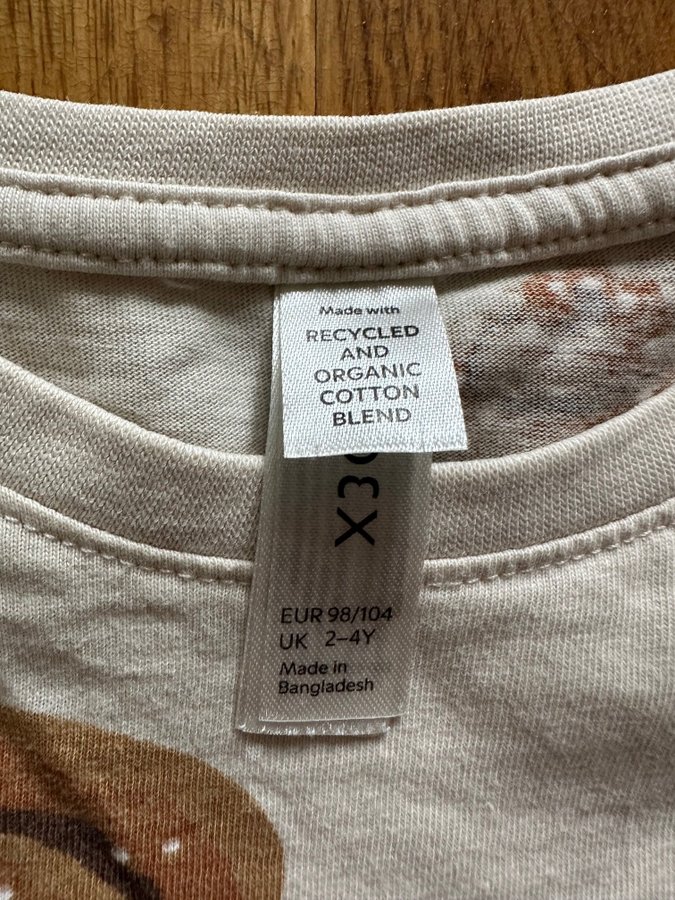 Made with
RECYCLED
AND
ORGANIC
COTTON
BLEND
EUR 98/104
UK 2–4Y
Made in
Bangladesh